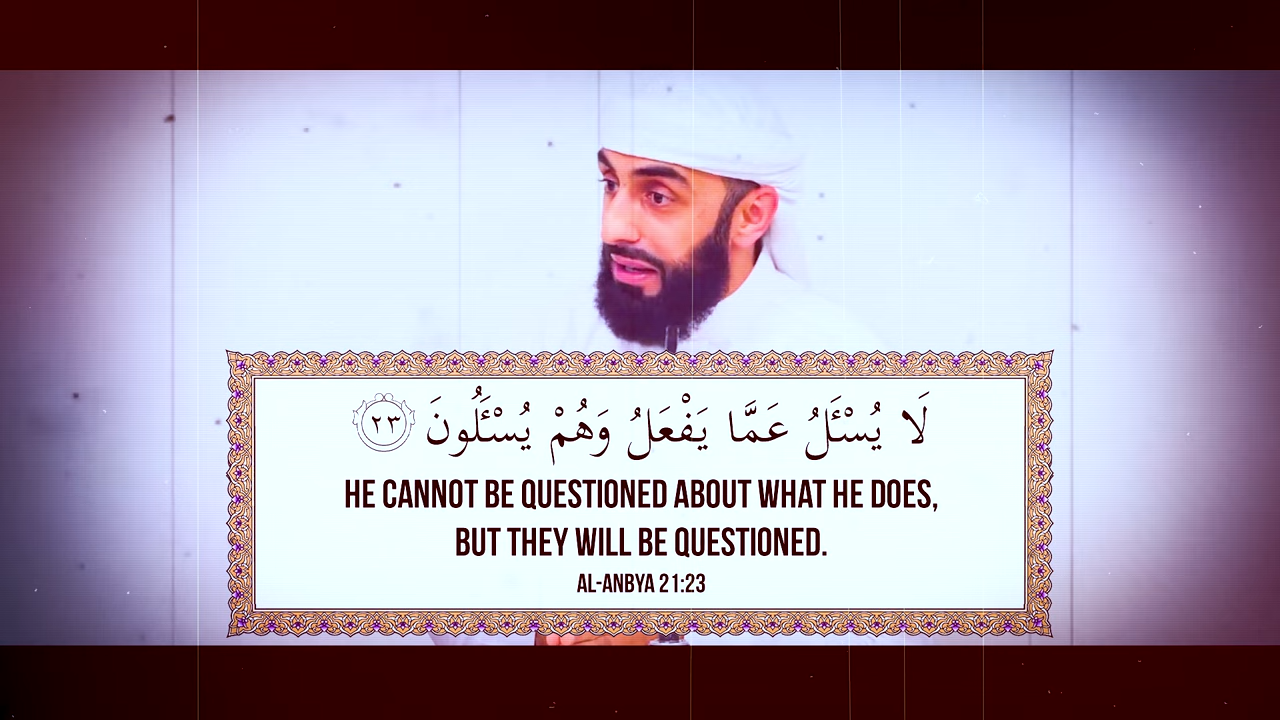 لَا يُسْـَٔلُ عَمَّا يَفْعَلُ وَهُمْ يُسْـَٔلُونَ ٢٣
HE CANNOT BE QUESTIONED ABOUT WHAT HE DOES,
BUT THEY WILL BE QUESTIONED.
AL-ANBYA 21:23